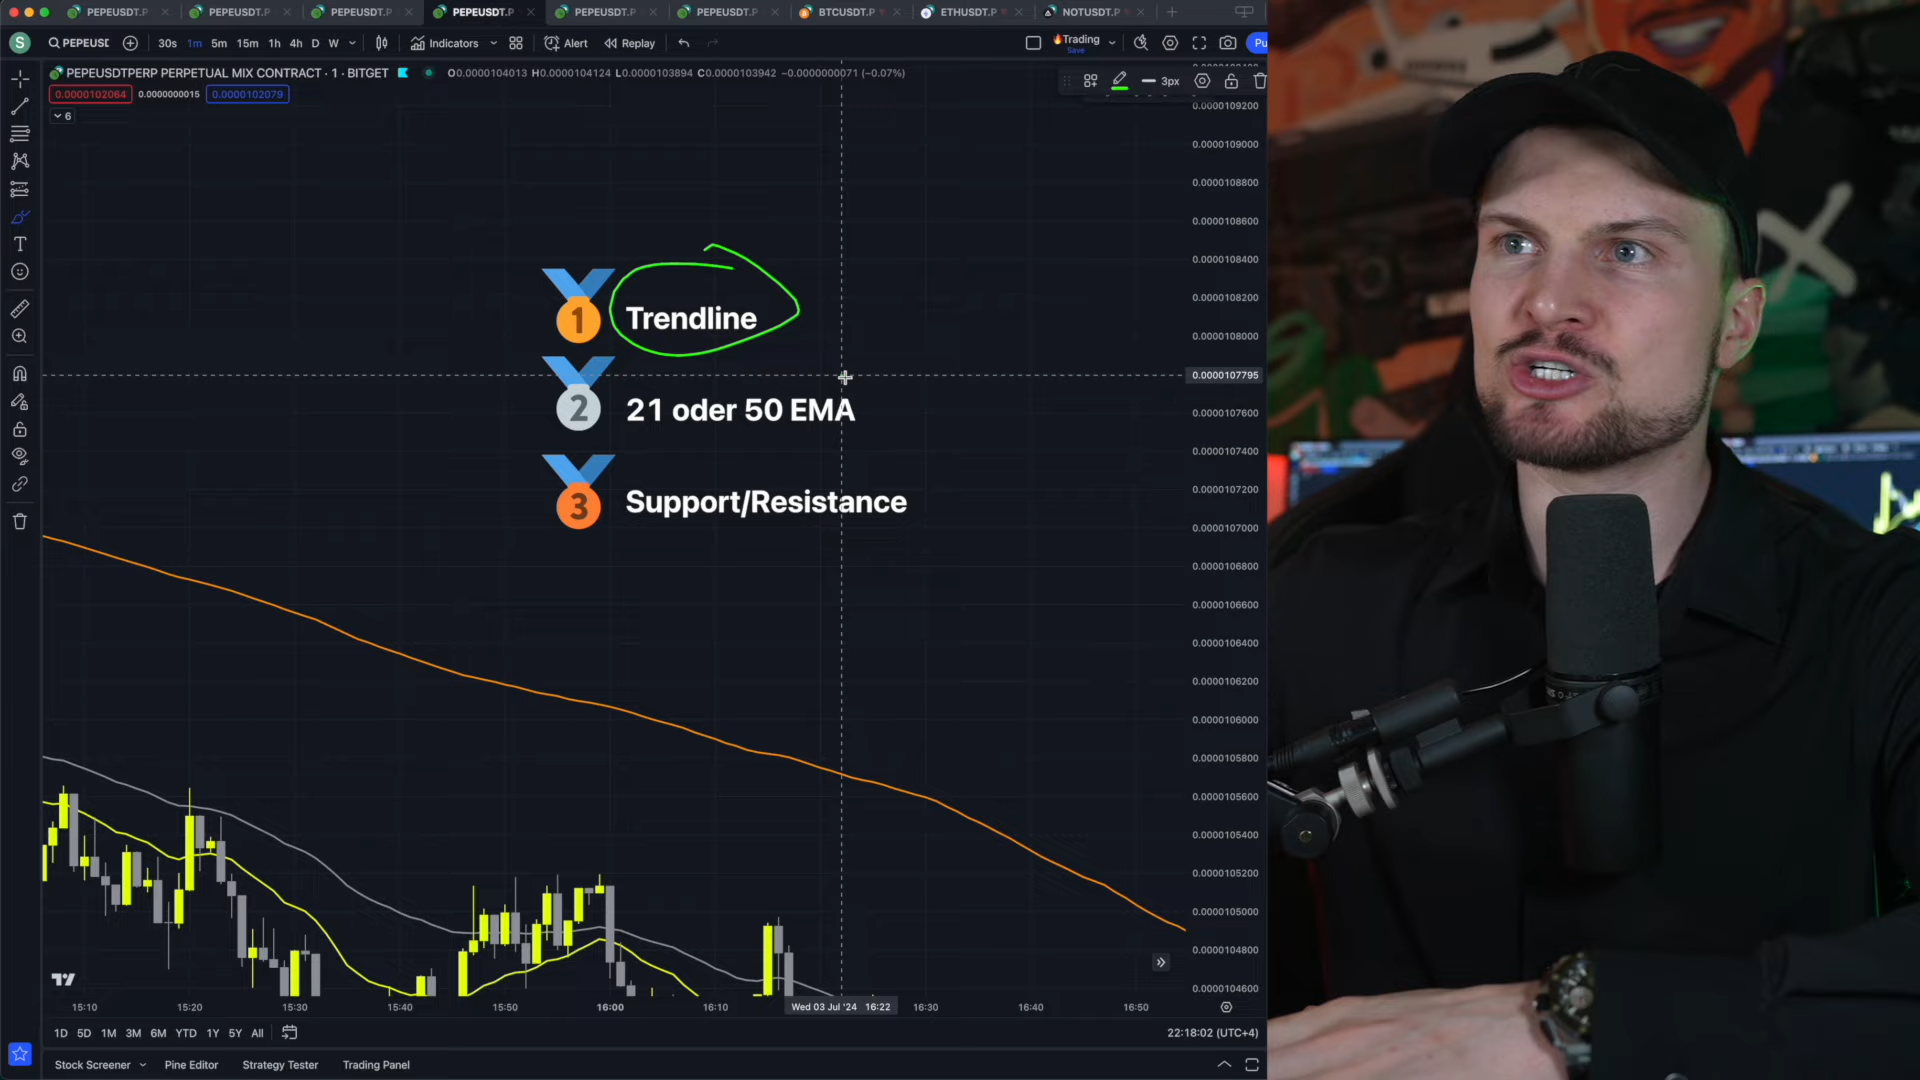 PEPEUSDT.P PEPEUSDT.P PEPEUSDT.P PEPEUSDT.P PEPEUSDT.P PEPEUSDT.P BTCUSDT.P ETHUSDT.P NOTUSDT.P
S PEPEUSD 30s 1m 5m 15m 1h 4h D W Indicators Alert Replay Trading Save Pu
PEPEUSDTPERP PERPETUAL MIX CONTRACT · 1 · BITGET O0.0000104013 H0.0000104124 L0.0000103894 C0.0000103942 −0.0000000071 (−0.07%)
3px
0.0000102064 0.0000000015 0.0000102079
6
0.0000109200
0.0000109000
0.0000108800
0.0000108600
0.0000108400
0.0000108200
0.0000108000
0.0000107795
0.0000107600
0.0000107400
0.0000107200
0.0000107000
0.0000106800
0.0000106600
0.0000106400
0.0000106200
0.0000106000
0.0000105800
0.0000105600
0.0000105400
0.0000105200
0.0000105000
0.0000104800
0.0000104600
1 Trendline
2 21 oder 50 EMA
3 Support/Resistance
15:10 15:20 15:30 15:40 15:50 16:00 16:10 Wed 03 Jul '24 16:22 16:30 16:40 16:50
1D 5D 1M 3M 6M YTD 1Y 5Y All 22:18:02 (UTC+4)
Stock Screener Pine Editor Strategy Tester Trading Panel